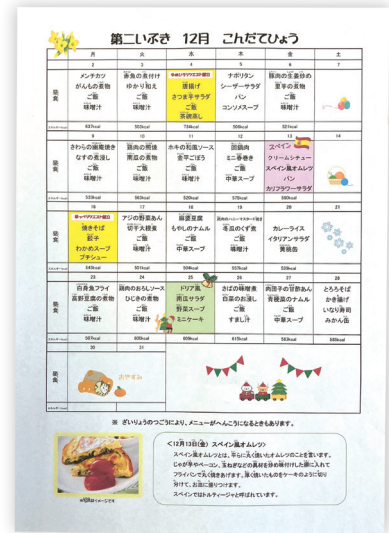 第二いぶき 12月 こんだてひょう
月 火 水 木 金 土
2 3 4 5 6 7
昼食
メンチカツ
がんもの煮物
ご飯
味噌汁
赤魚の煮付け
ゆかり和え
ご飯
味噌汁
唐揚げ
さつま芋サラダ
ご飯
茶碗蒸し
ナポリタン
シーザーサラダ
パン
コンソメスープ
豚肉の生姜炒め
里芋の煮物
ご飯
味噌汁
9 10 11 12 13 14
昼食
なすの煮浸し
ご飯
味噌汁
鶏肉の照焼
南瓜の煮物
ご飯
味噌汁
ホキの和風ソース
金平ごぼう
ご飯
味噌汁
回鍋肉
ミニ春巻き
ご飯
中華スープ
スペイン
クリームシチュー
スペイン風オムレツ
パン
カリフラワーサラダ
16 17 18 19 20 21
昼食
焼きそば
餃子
わかめスープ
プチシュー
アジの野菜あん
切干大根煮
ご飯
味噌汁
麻婆豆腐
もやしのナムル
ご飯
中華スープ
冬瓜のくず煮
ご飯
味噌汁
カレーライス
イタリアンサラダ
23 24 25 26 27 28
昼食
白身魚フライ
高野豆腐の煮物
ご飯
味噌汁
鶏肉のおろしソース
ひじきの煮物
ご飯
味噌汁
ドリア風
南瓜サラダ
野菜スープ
ミニケーキ
さばの味噌煮
白菜のお浸し
ご飯
すまし汁
肉団子の甘酢あん
青梗菜のナムル
ご飯
中華スープ
とろろそば
かき揚げ
いなり寿司
みかん缶
30 31
昼食
おやすみ
※ ざいりょうのつごうにより、メニューがへんこうになるときもあります。
<12月13日(金) スペイン風オムレツ>
スペイン風オムレツとは、平らに丸く焼いたオムレツのことを言います。
じゃが芋やベーコン、玉ねぎなどの具材を炒め味付けした卵に入れて
フライパンで丸く焼きあげます。厚く焼いたものをケーキのように切り
分けて、お皿に盛りつけます。
スペインではトルティージャと呼ばれています。
※写真はイメージです